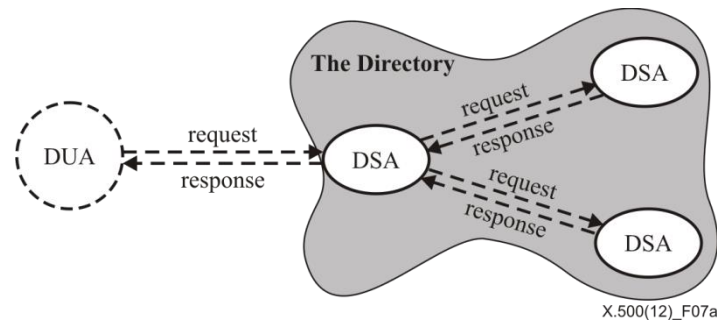 The Directory
DSA
request
response
request
response
DUA
DSA
request
response
DSA
X.500(12)_F07a